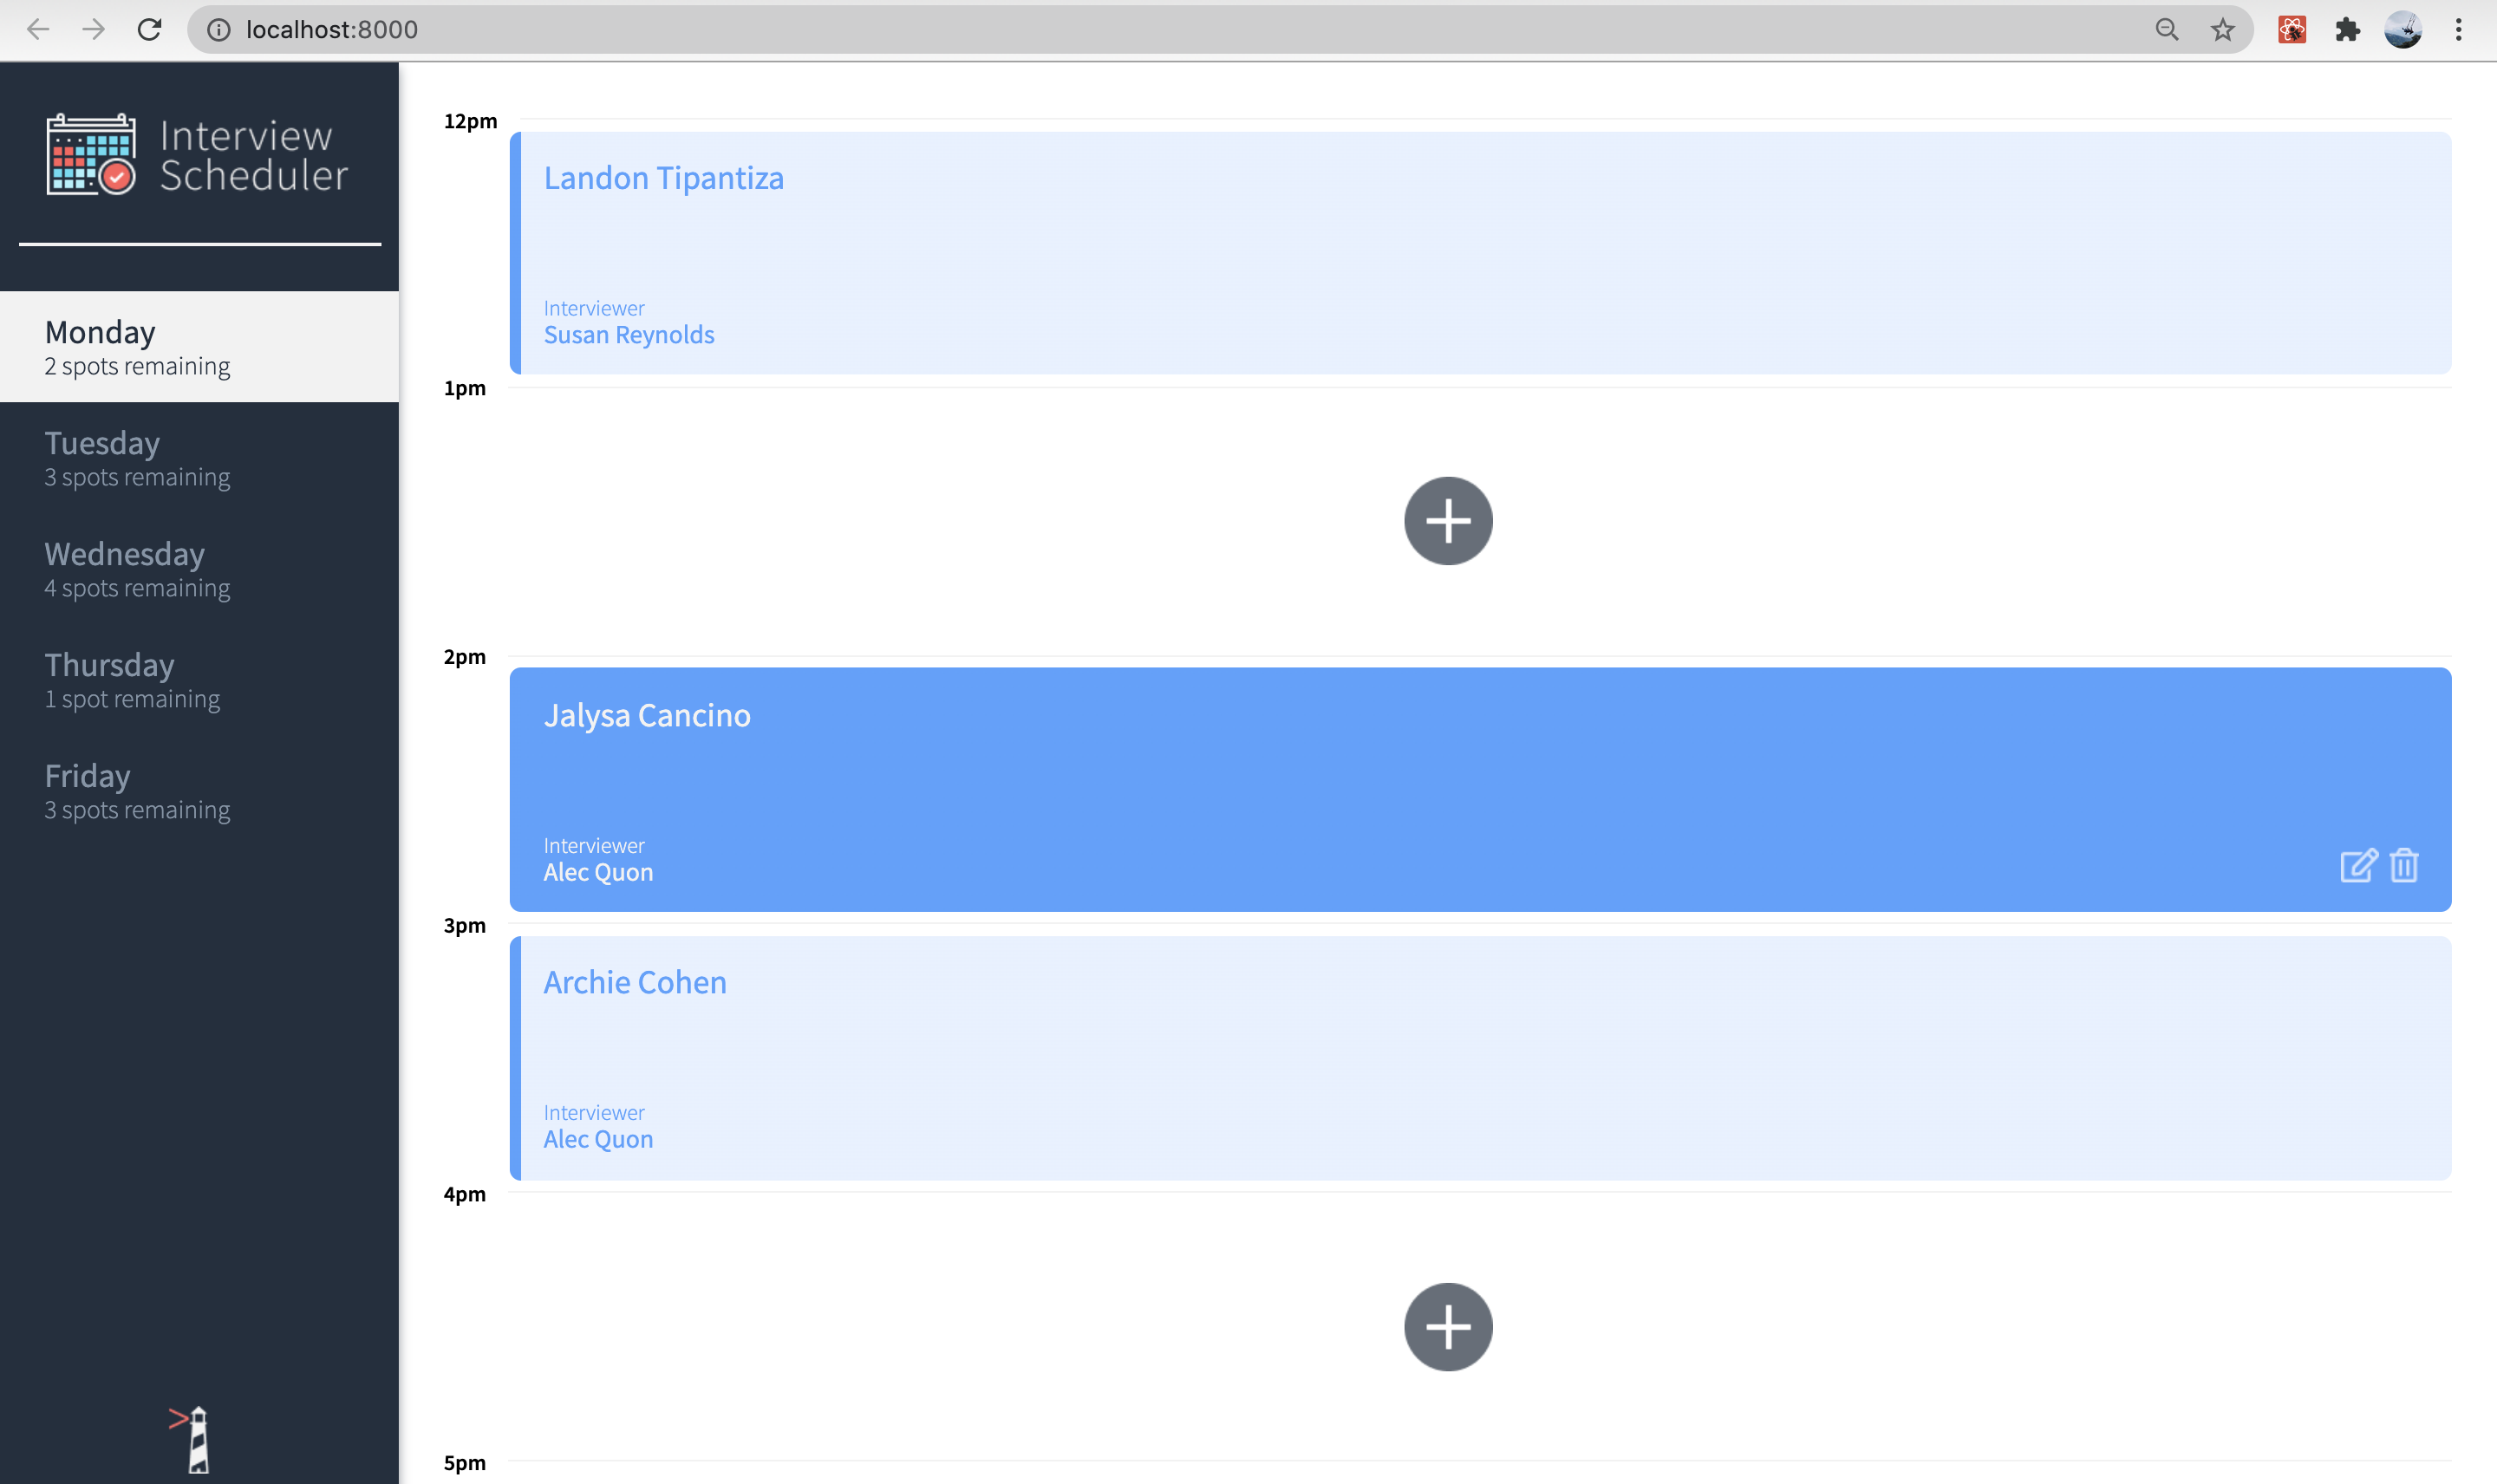 localhost:8000
Interview
Scheduler
Monday
2 spots remaining
Tuesday
3 spots remaining
Wednesday
4 spots remaining
Thursday
1 spot remaining
Friday
3 spots remaining
12pm
Landon Tipantiza
Interviewer
Susan Reynolds
1pm
2pm
Jalysa Cancino
Interviewer
Alec Quon
3pm
Archie Cohen
Interviewer
Alec Quon
4pm
5pm